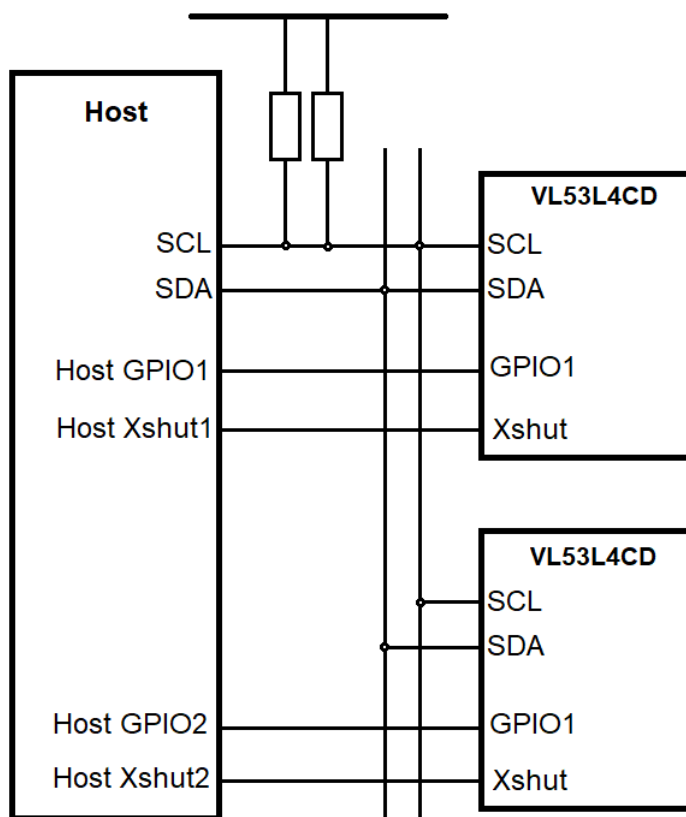 Host
SCL
SDA
Host GPIO1
Host Xshut1
Host GPIO2
Host Xshut2
VL53L4CD
SCL
SDA
GPIO1
Xshut
VL53L4CD
SCL
SDA
GPIO1
Xshut